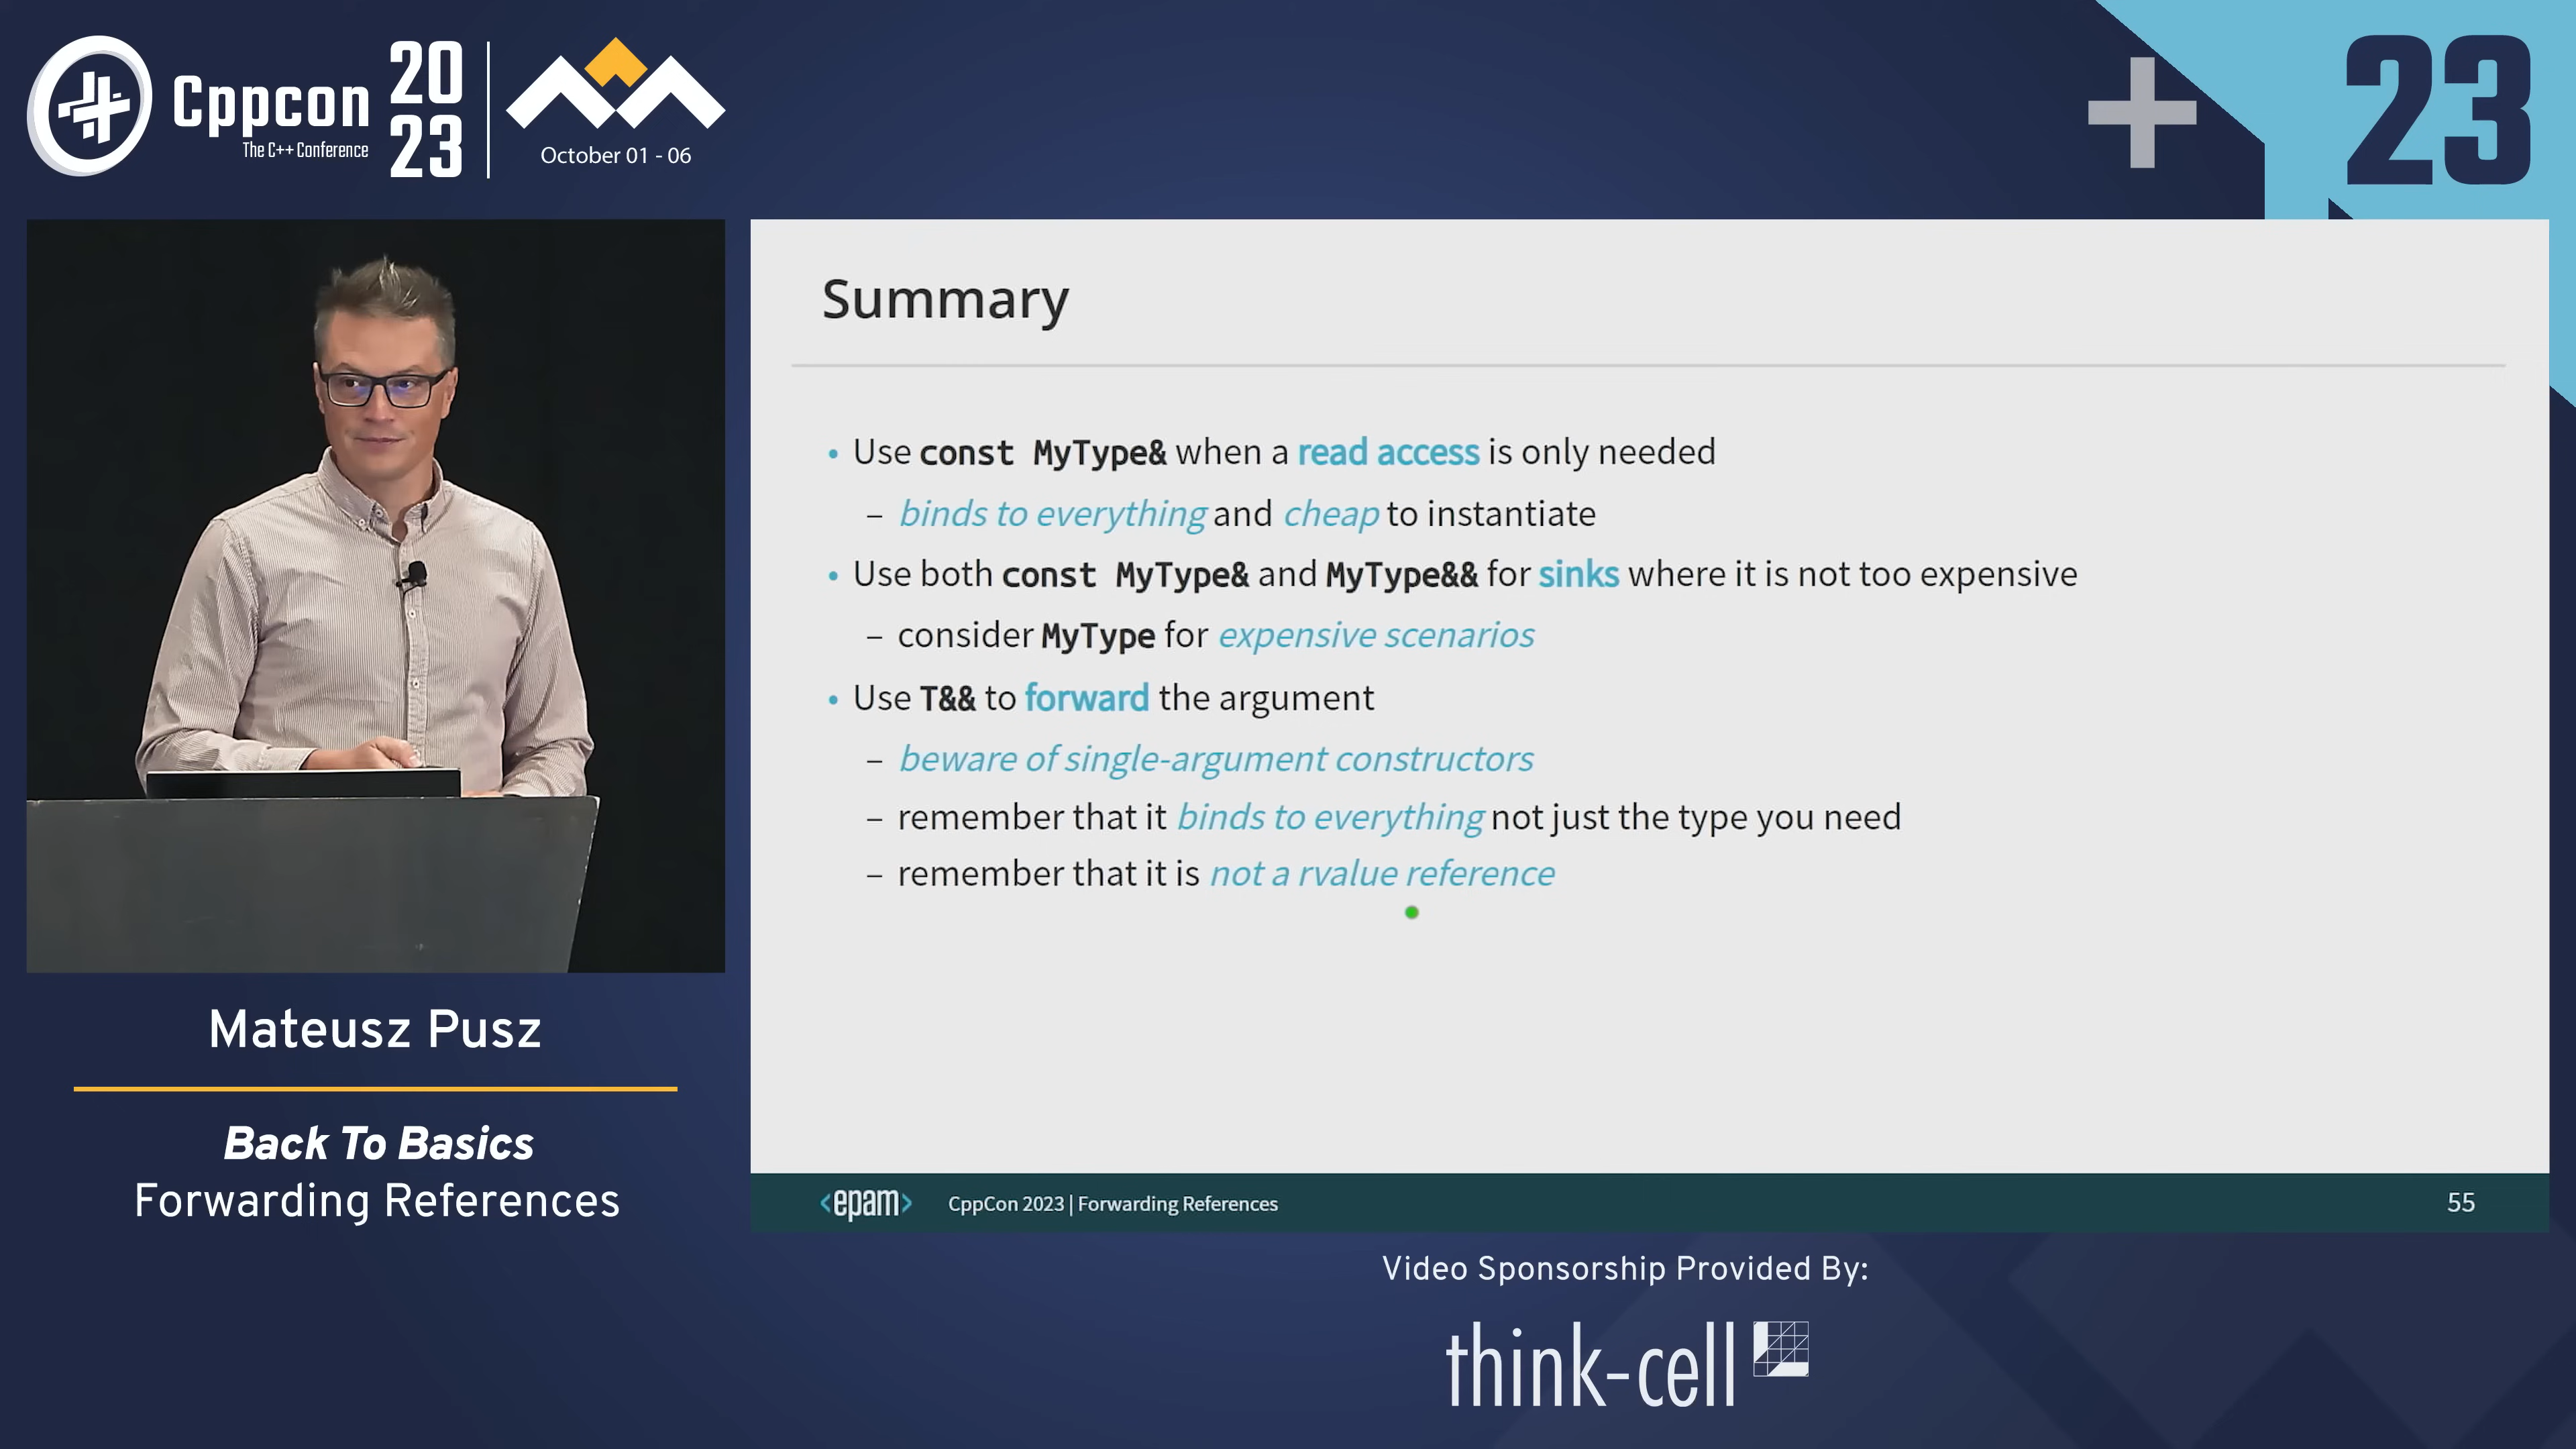 Cppcon
The C++ Conference
20
23
October 01 - 06
23
Summary
• Use const MyType& when a read access is only needed
– binds to everything and cheap to instantiate
• Use both const MyType& and MyType&& for sinks where it is not too expensive
– consider MyType for expensive scenarios
• Use T&& to forward the argument
– beware of single-argument constructors
– remember that it binds to everything not just the type you need
– remember that it is not a rvalue reference
<epam> CppCon 2023 | Forwarding References 55
Mateusz Pusz
Back To Basics
Forwarding References
Video Sponsorship Provided By:
think-cell